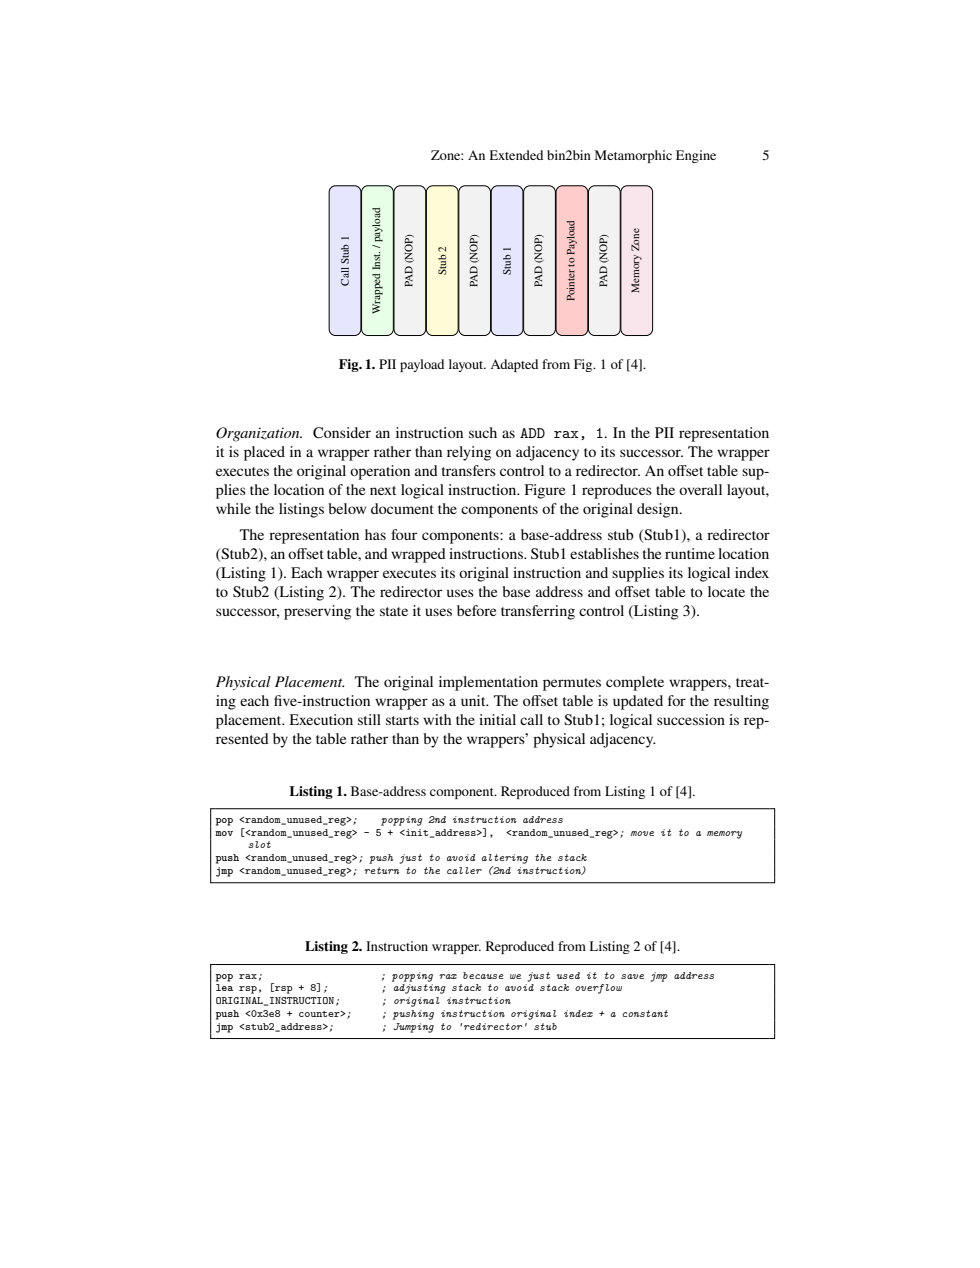 Zone: An Extended bin2bin Metamorphic Engine 5
Call Stub 1
Wrapped Inst. / payload
PAD (NOP)
Stub 2
PAD (NOP)
Stub 1
PAD (NOP)
Pointer to Payload
PAD (NOP)
Memory Zone
Fig. 1. PII payload layout. Adapted from Fig. 1 of [4].
Organization. Consider an instruction such as ADD rax, 1. In the PII representation
it is placed in a wrapper rather than relying on adjacency to its successor. The wrapper
executes the original operation and transfers control to a redirector. An offset table sup-
plies the location of the next logical instruction. Figure 1 reproduces the overall layout,
while the listings below document the components of the original design.
The representation has four components: a base-address stub (Stub1), a redirector
(Stub2), an offset table, and wrapped instructions. Stub1 establishes the runtime location
(Listing 1). Each wrapper executes its original instruction and supplies its logical index
to Stub2 (Listing 2). The redirector uses the base address and offset table to locate the
successor, preserving the state it uses before transferring control (Listing 3).
Physical Placement. The original implementation permutes complete wrappers, treat-
ing each five-instruction wrapper as a unit. The offset table is updated for the resulting
placement. Execution still starts with the initial call to Stub1; logical succession is rep-
resented by the table rather than by the wrappers' physical adjacency.
Listing 1. Base-address component. Reproduced from Listing 1 of [4].
pop <random_unused_reg>; popping 2nd instruction address
mov [<random_unused_reg> - 5 + <init_address>], <random_unused_reg>; move it to a memory
slot
push <random_unused_reg>; push just to avoid altering the stack
jmp <random_unused_reg>; return to the caller (2nd instruction)
Listing 2. Instruction wrapper. Reproduced from Listing 2 of [4].
pop rax; ; popping rax because we just used it to save jmp address
lea rsp, [rsp + 8]; ; adjusting stack to avoid stack overflow
ORIGINAL_INSTRUCTION; ; original instruction
push <0x3e8 + counter>; ; pushing instruction original index + a constant
jmp <stub2_address>; ; Jumping to 'redirector' stub